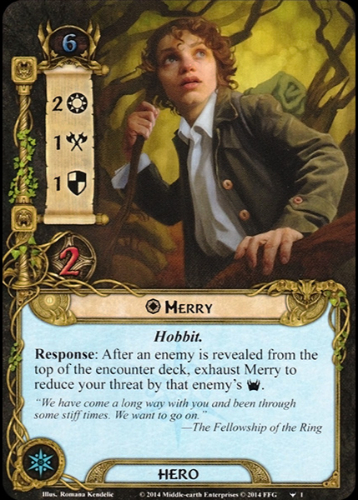 6
2
1
1
2
MERRY
Hobbit.
Response: After an enemy is revealed from the
top of the encounter deck, exhaust Merry to
reduce your threat by that enemy's .
"We have come a long way with you and been through
some stiff times. We want to go on."
—The Fellowship of the Ring
HERO
Illus. Romana Kendelic © 2014 Middle-earth Enterprises © 2014 FFG 1